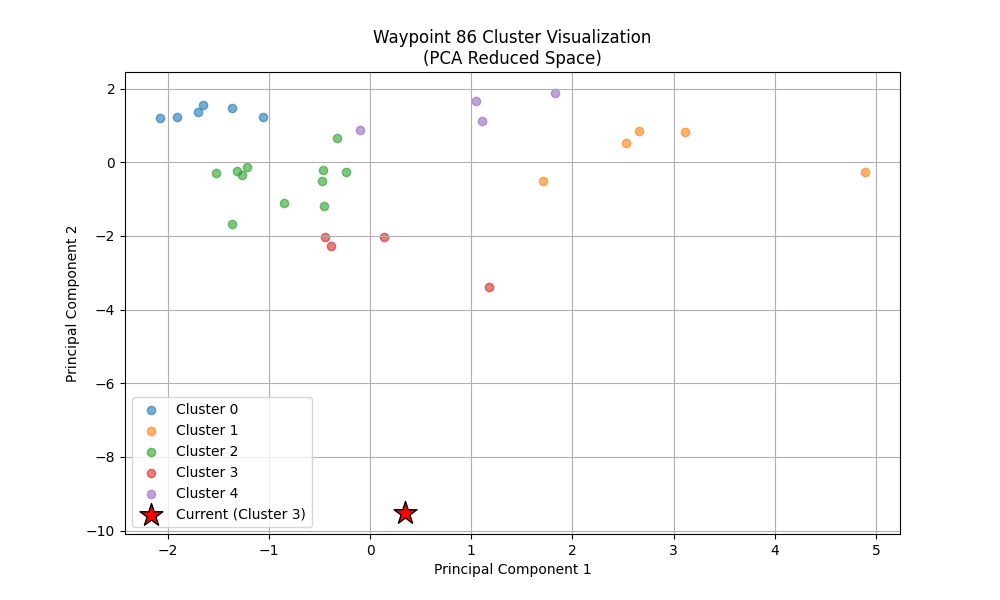 Waypoint 86 Cluster Visualization
(PCA Reduced Space)
Principal Component 2
2
0
−2
−4
−6
−8
−10
Cluster 0
Cluster 1
Cluster 2
Cluster 3
Cluster 4
Current (Cluster 3)
−2 −1 0 1 2 3 4 5
Principal Component 1